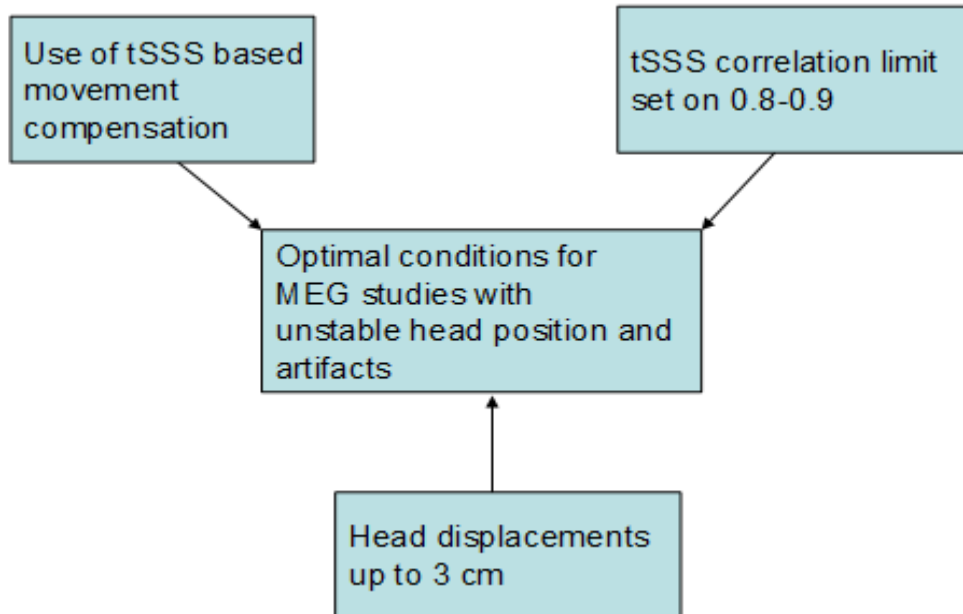 Use of tSSS based
movement
compensation
tSSS correlation limit
set on 0.8-0.9
Optimal conditions for
MEG studies with
unstable head position and
artifacts
Head displacements
up to 3 cm